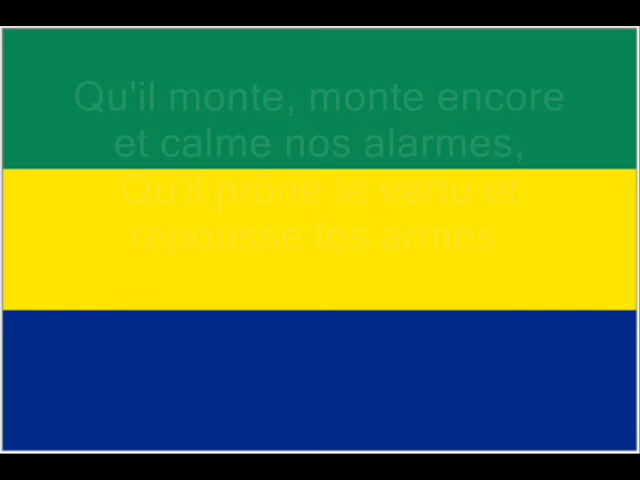 Qu'il monte, monte encore
et calme nos alarmes,
Qu'il prône la vertu et
repousse les armes.